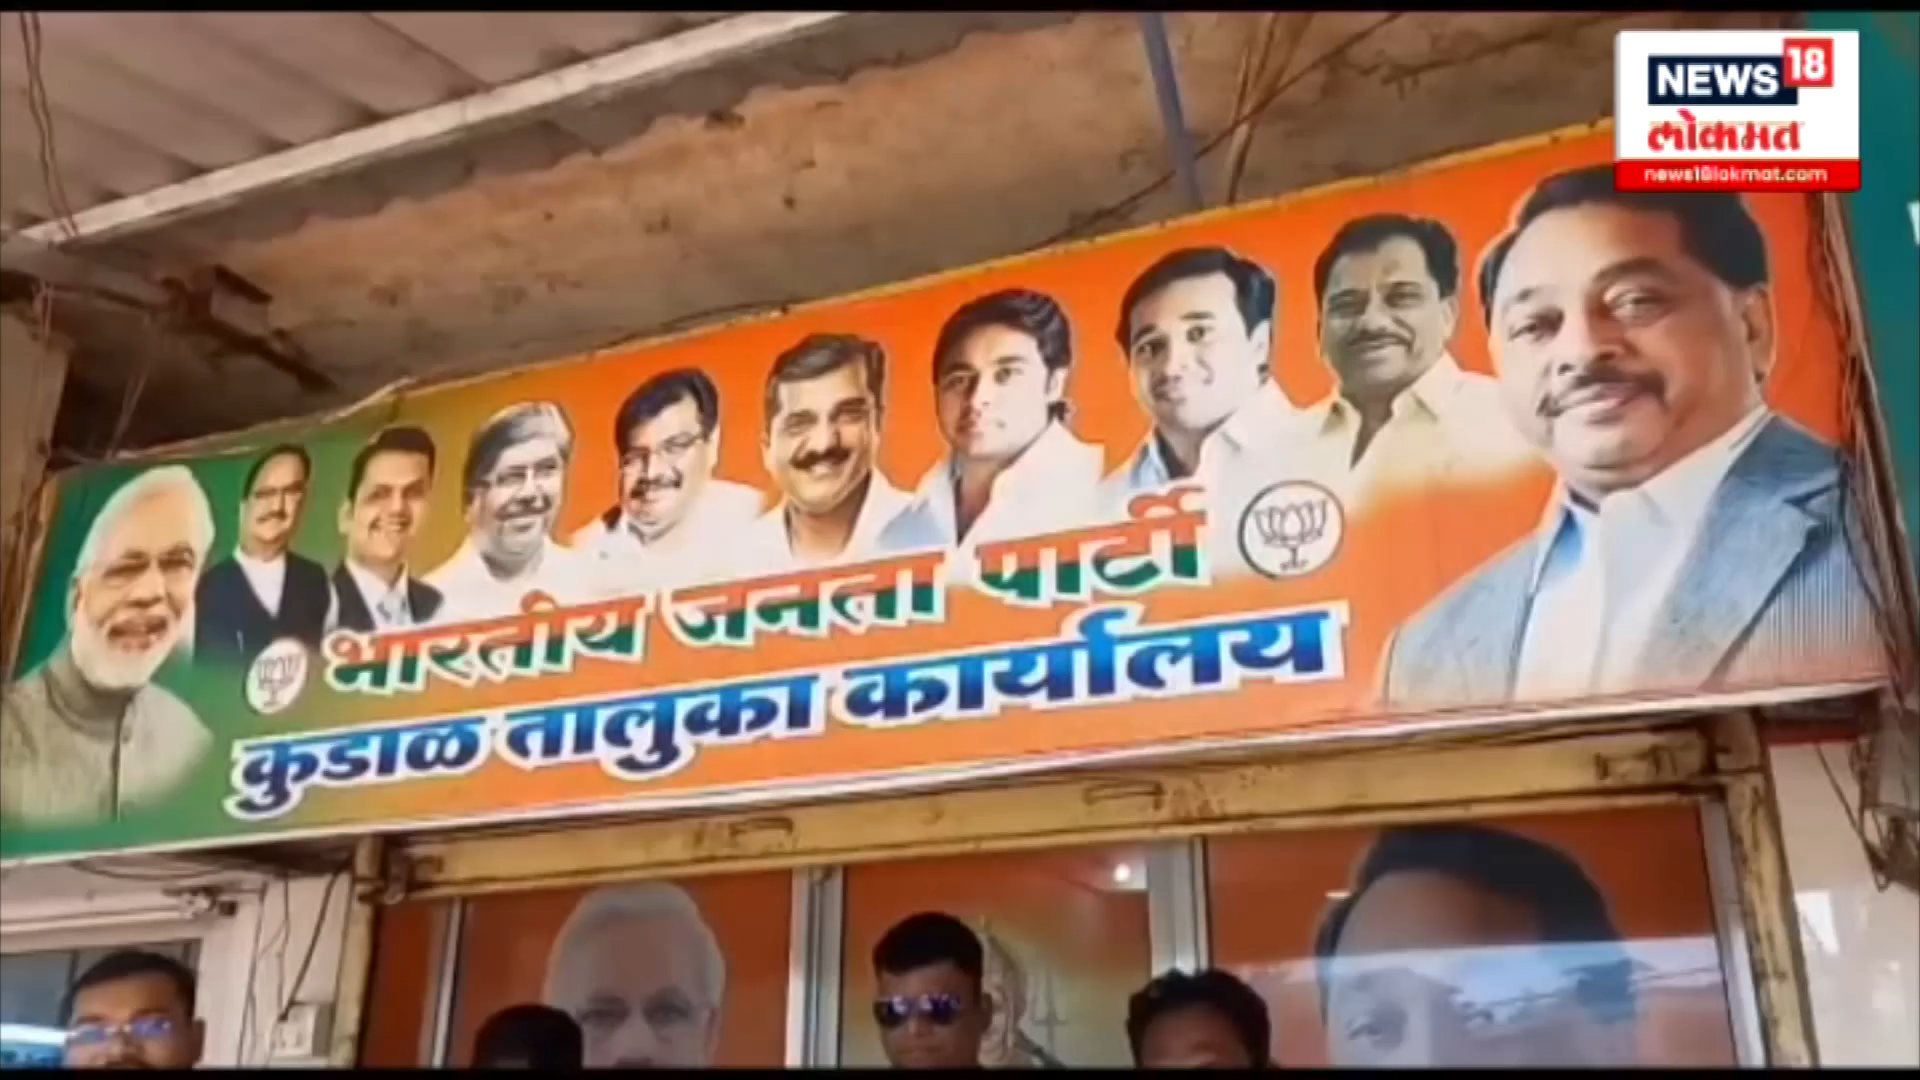 NEWS 18
लोकमत
news18lokmat.com
भारतीय जनता पार्टी
कुडाळ तालुका कार्यालय